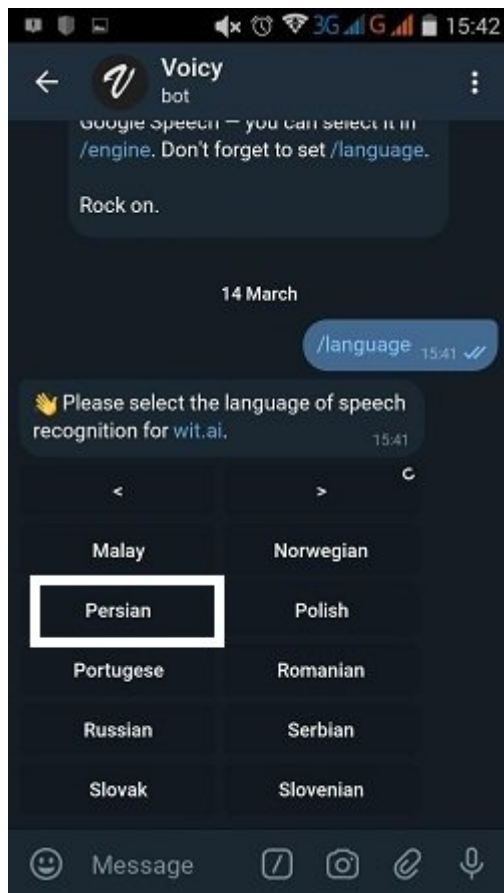 3G G 15:42
Voicy
bot
Google Speech — you can select it in
/engine. Don't forget to set /language.
Rock on.
14 March
/language 15:41
👋 Please select the language of speech
recognition for wit.ai. 15:41
< >
Malay Norwegian
Persian Polish
Portugese Romanian
Russian Serbian
Slovak Slovenian
Message